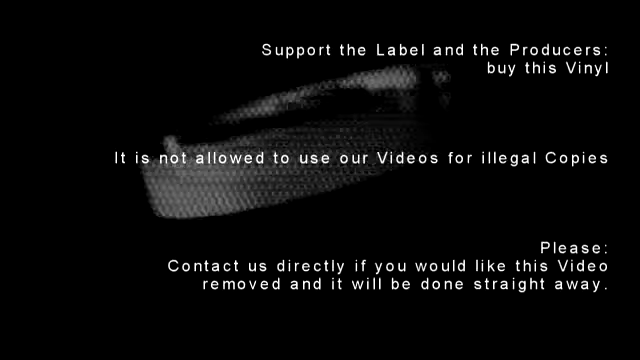 Support the Label and the Producers:
buy this Vinyl
It is not allowed to use our Videos for illegal Copies
Please:
Contact us directly if you would like this Video
removed and it will be done straight away.